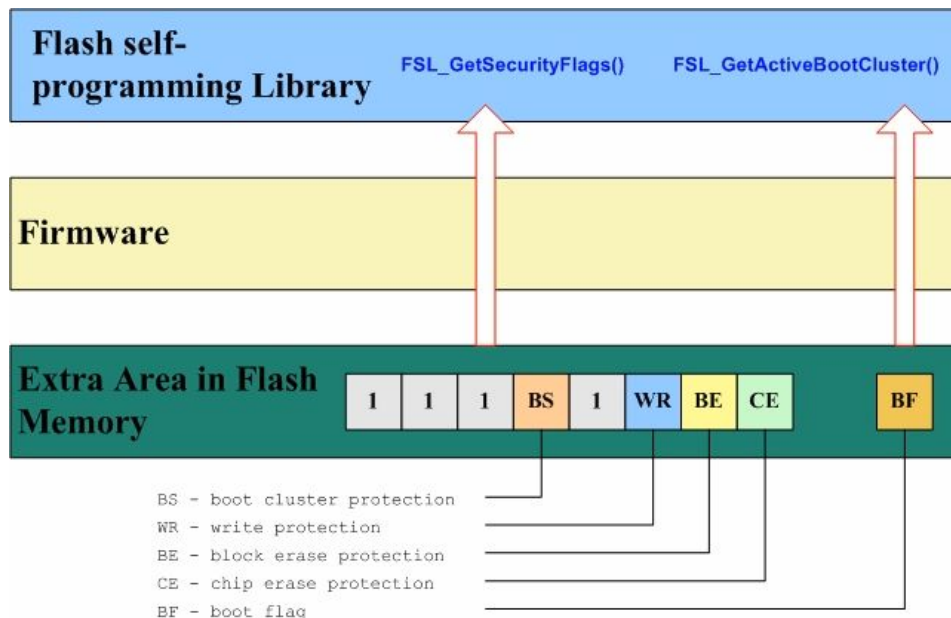 Flash self-
programming Library
FSL_GetSecurityFlags()
FSL_GetActiveBootCluster()
Firmware
Extra Area in Flash
Memory
1 1 1 BS 1 WR BE CE BF
BS - boot cluster protection
WR - write protection
BE - block erase protection
CE - chip erase protection
BF - boot flag